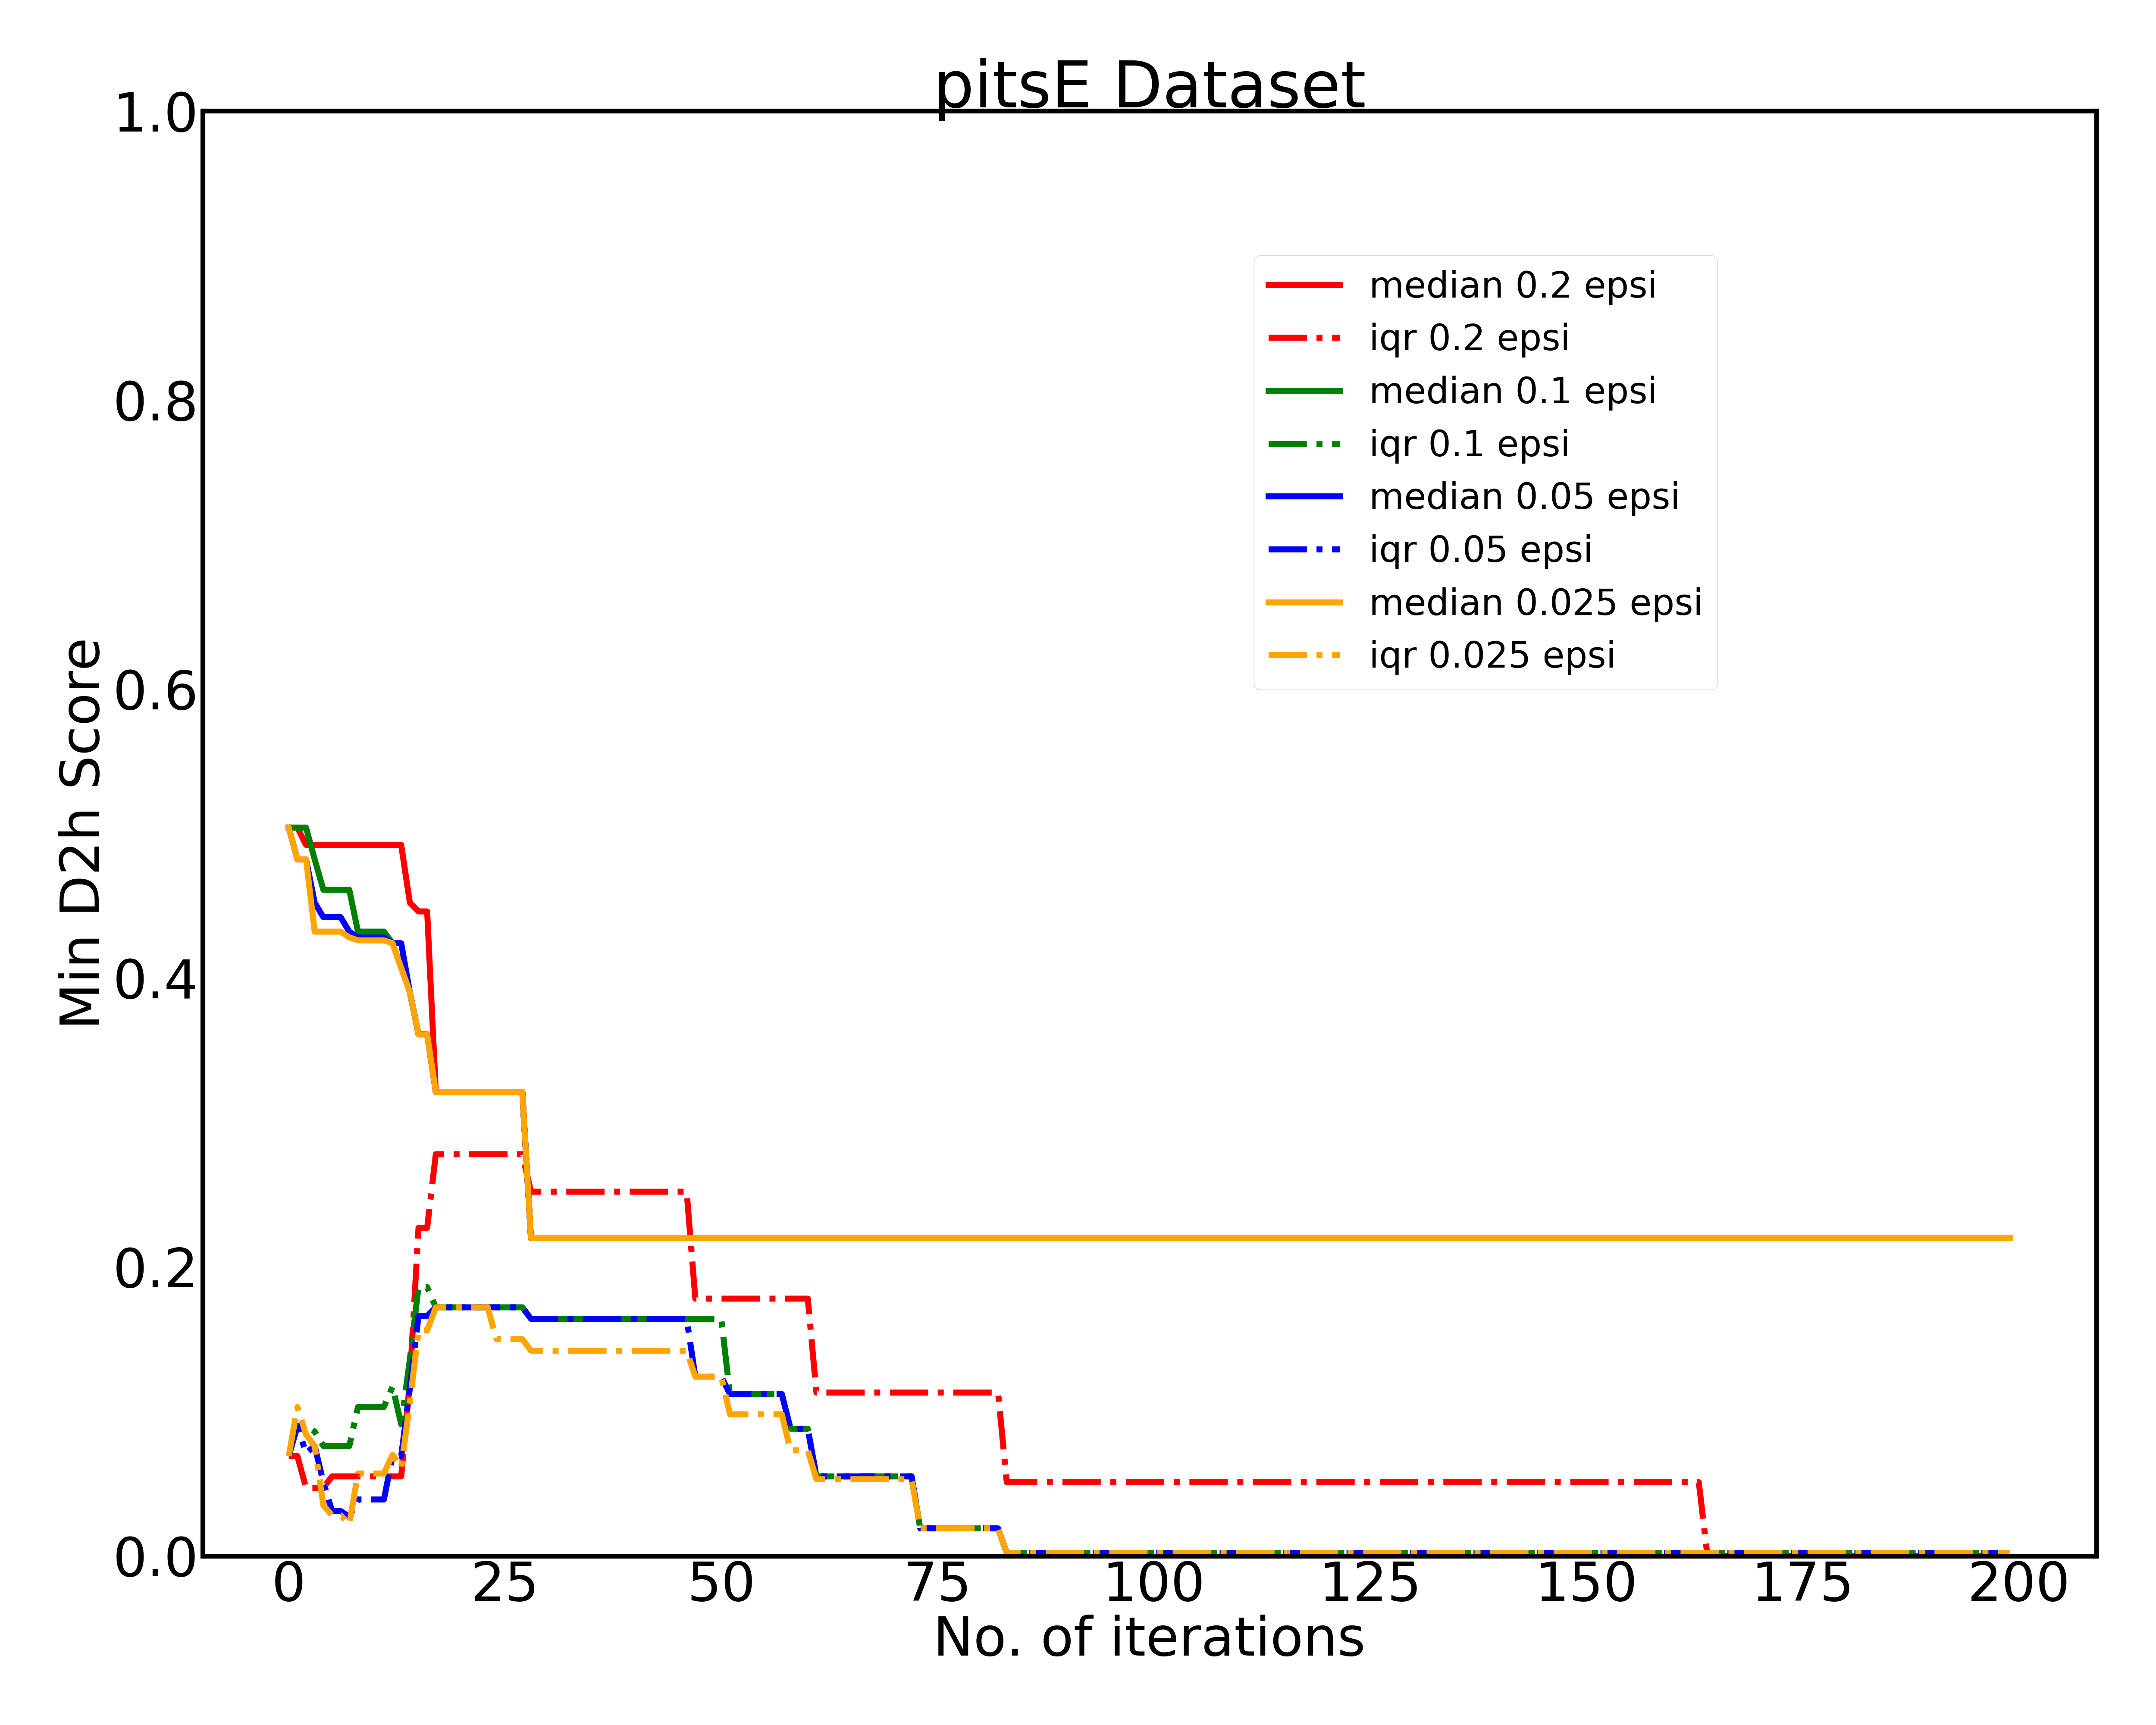 pitsE Dataset
1.0
0.8
0.6
0.4
0.2
0.0
Min D2h Score
median 0.2 epsi
iqr 0.2 epsi
median 0.1 epsi
iqr 0.1 epsi
median 0.05 epsi
iqr 0.05 epsi
median 0.025 epsi
iqr 0.025 epsi
0 25 50 75 100 125 150 175 200
No. of iterations